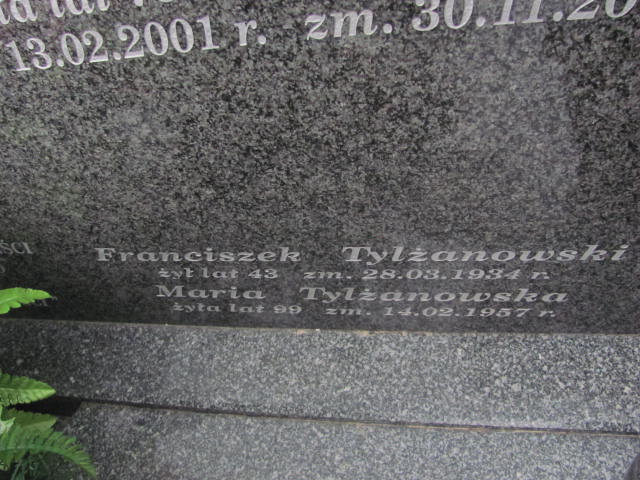 13.02.2001 r. zm. 30.11.20
ŚCI
Franciszek Tylżanowski
żył lat 43 zm. 28.03.1934 r.
Maria Tylżanowska
żyła lat 99 zm. 14.02.1957 r.